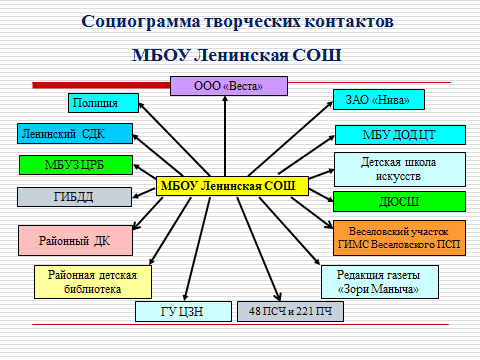 Социограмма творческих контактов
МБОУ Ленинская СОШ
ООО «Веста»
Полиция
ЗАО «Нива»
Ленинский СДК
МБУ ДОД ЦТ
МБУЗ ЦРБ
Детская школа
искусств
МБОУ Ленинская СОШ
ГИБДД
ДЮСШ
Районный ДК
Веселовский участок
ГИМС Веселовского ПСП
Районная детская
библиотека
Редакция газеты
«Зори Маныча»
ГУ ЦЗН
48 ПСЧ и 221 ПЧ